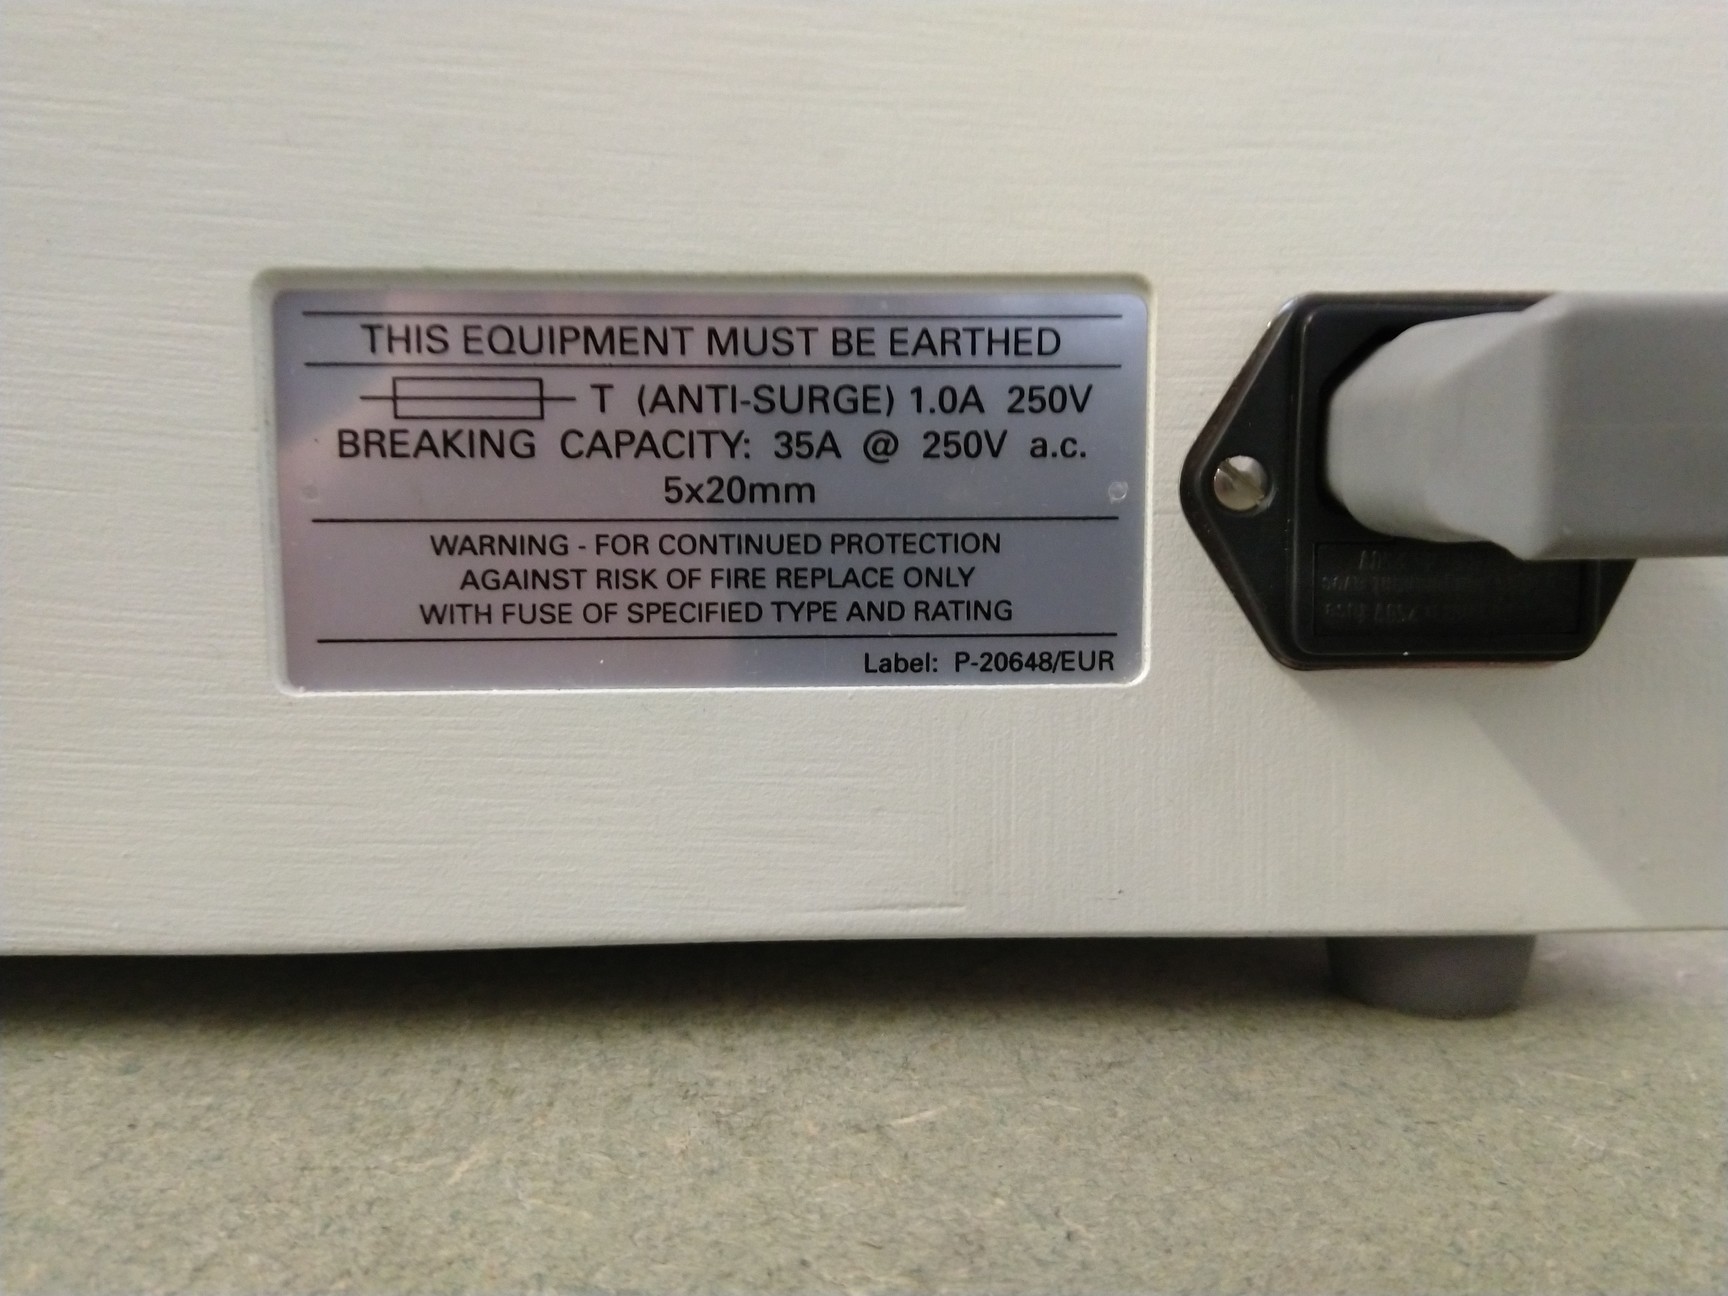 THIS EQUIPMENT MUST BE EARTHED
T (ANTI-SURGE) 1.0A 250V
BREAKING CAPACITY: 35A @ 250V a.c.
5x20mm
WARNING - FOR CONTINUED PROTECTION
AGAINST RISK OF FIRE REPLACE ONLY
WITH FUSE OF SPECIFIED TYPE AND RATING
Label: P-20648/EUR